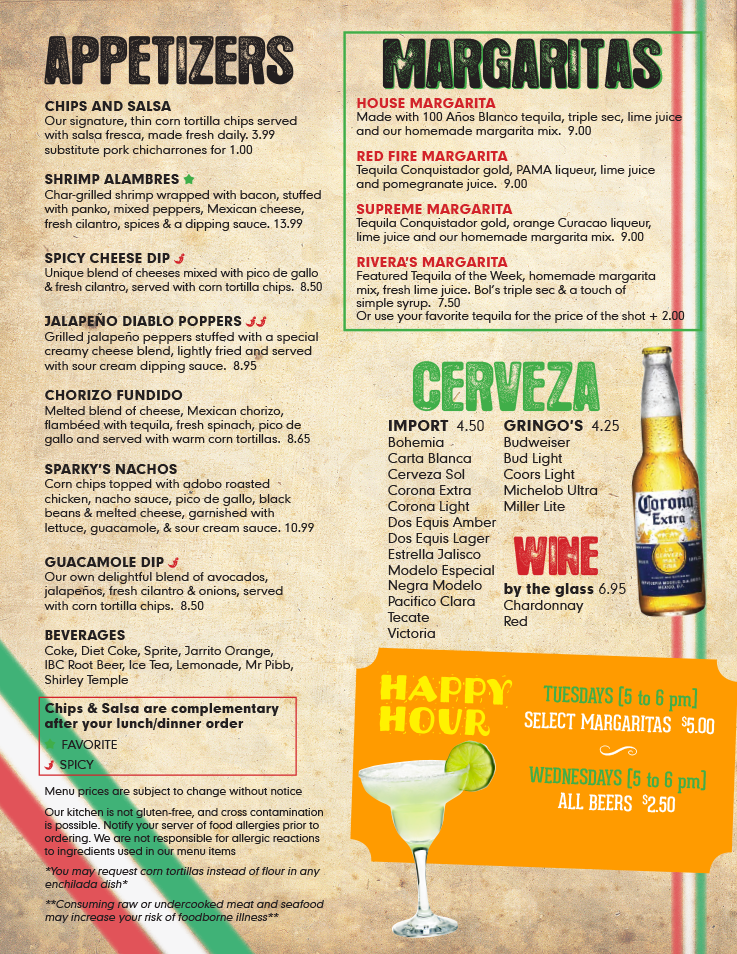 APPETIZERS
CHIPS AND SALSA
Our signature, thin corn tortilla chips served
with salsa fresca, made fresh daily. 3.99
substitute pork chicharrones for 1.00
SHRIMP ALAMBRES
Char-grilled shrimp wrapped with bacon, stuffed
with panko, mixed peppers, Mexican cheese,
fresh cilantro, spices & a dipping sauce. 13.99
SPICY CHEESE DIP
Unique blend of cheeses mixed with pico de gallo
& fresh cilantro, served with corn tortilla chips. 8.50
JALAPEÑO DIABLO POPPERS
Grilled jalapeño peppers stuffed with a special
creamy cheese blend, lightly fried and served
with sour cream dipping sauce. 8.95
CHORIZO FUNDIDO
Melted blend of cheese, Mexican chorizo,
flambéed with tequila, fresh spinach, pico de
gallo and served with warm corn tortillas. 8.65
SPARKY'S NACHOS
Corn chips topped with adobo roasted
chicken, nacho sauce, pico de gallo, black
beans & melted cheese, garnished with
lettuce, guacamole, & sour cream sauce. 10.99
GUACAMOLE DIP
Our own delightful blend of avocados,
jalapeños, fresh cilantro & onions, served
with corn tortilla chips. 8.50
BEVERAGES
Coke, Diet Coke, Sprite, Jarrito Orange,
IBC Root Beer, Ice Tea, Lemonade, Mr Pibb,
Shirley Temple
Chips & Salsa are complementary
after your lunch/dinner order
FAVORITE
SPICY
Menu prices are subject to change without notice
Our kitchen is not gluten-free, and cross contamination
is possible. Notify your server of food allergies prior to
ordering. We are not responsible for allergic reactions
to ingredients used in our menu items
*You may request corn tortillas instead of flour in any
enchilada dish*
**Consuming raw or undercooked meat and seafood
may increase your risk of foodborne illness**
MARGARITAS
HOUSE MARGARITA
Made with 100 Años Blanco tequila, triple sec, lime juice
and our homemade margarita mix. 9.00
RED FIRE MARGARITA
Tequila Conquistador gold, PAMA liqueur, lime juice
and pomegranate juice. 9.00
SUPREME MARGARITA
Tequila Conquistador gold, orange Curacao liqueur,
lime juice and our homemade margarita mix. 9.00
RIVERA'S MARGARITA
Featured Tequila of the Week, homemade margarita
mix, fresh lime juice. Bol's triple sec & a touch of
simple syrup. 7.50
Or use your favorite tequila for the price of the shot + 2.00
CERVEZA
IMPORT 4.50
Bohemia
Carta Blanca
Cerveza Sol
Corona Extra
Corona Light
Dos Equis Amber
Dos Equis Lager
Estrella Jalisco
Modelo Especial
Negra Modelo
Pacifico Clara
Tecate
Victoria
GRINGO'S 4.25
Budweiser
Bud Light
Coors Light
Michelob Ultra
Miller Lite
WINE
by the glass 6.95
Chardonnay
Red
Corona
Extra
HAPPY
HOUR
TUESDAYS (5 to 6 pm)
SELECT MARGARITAS $5.00
WEDNESDAYS (5 to 6 pm)
ALL BEERS $2.50